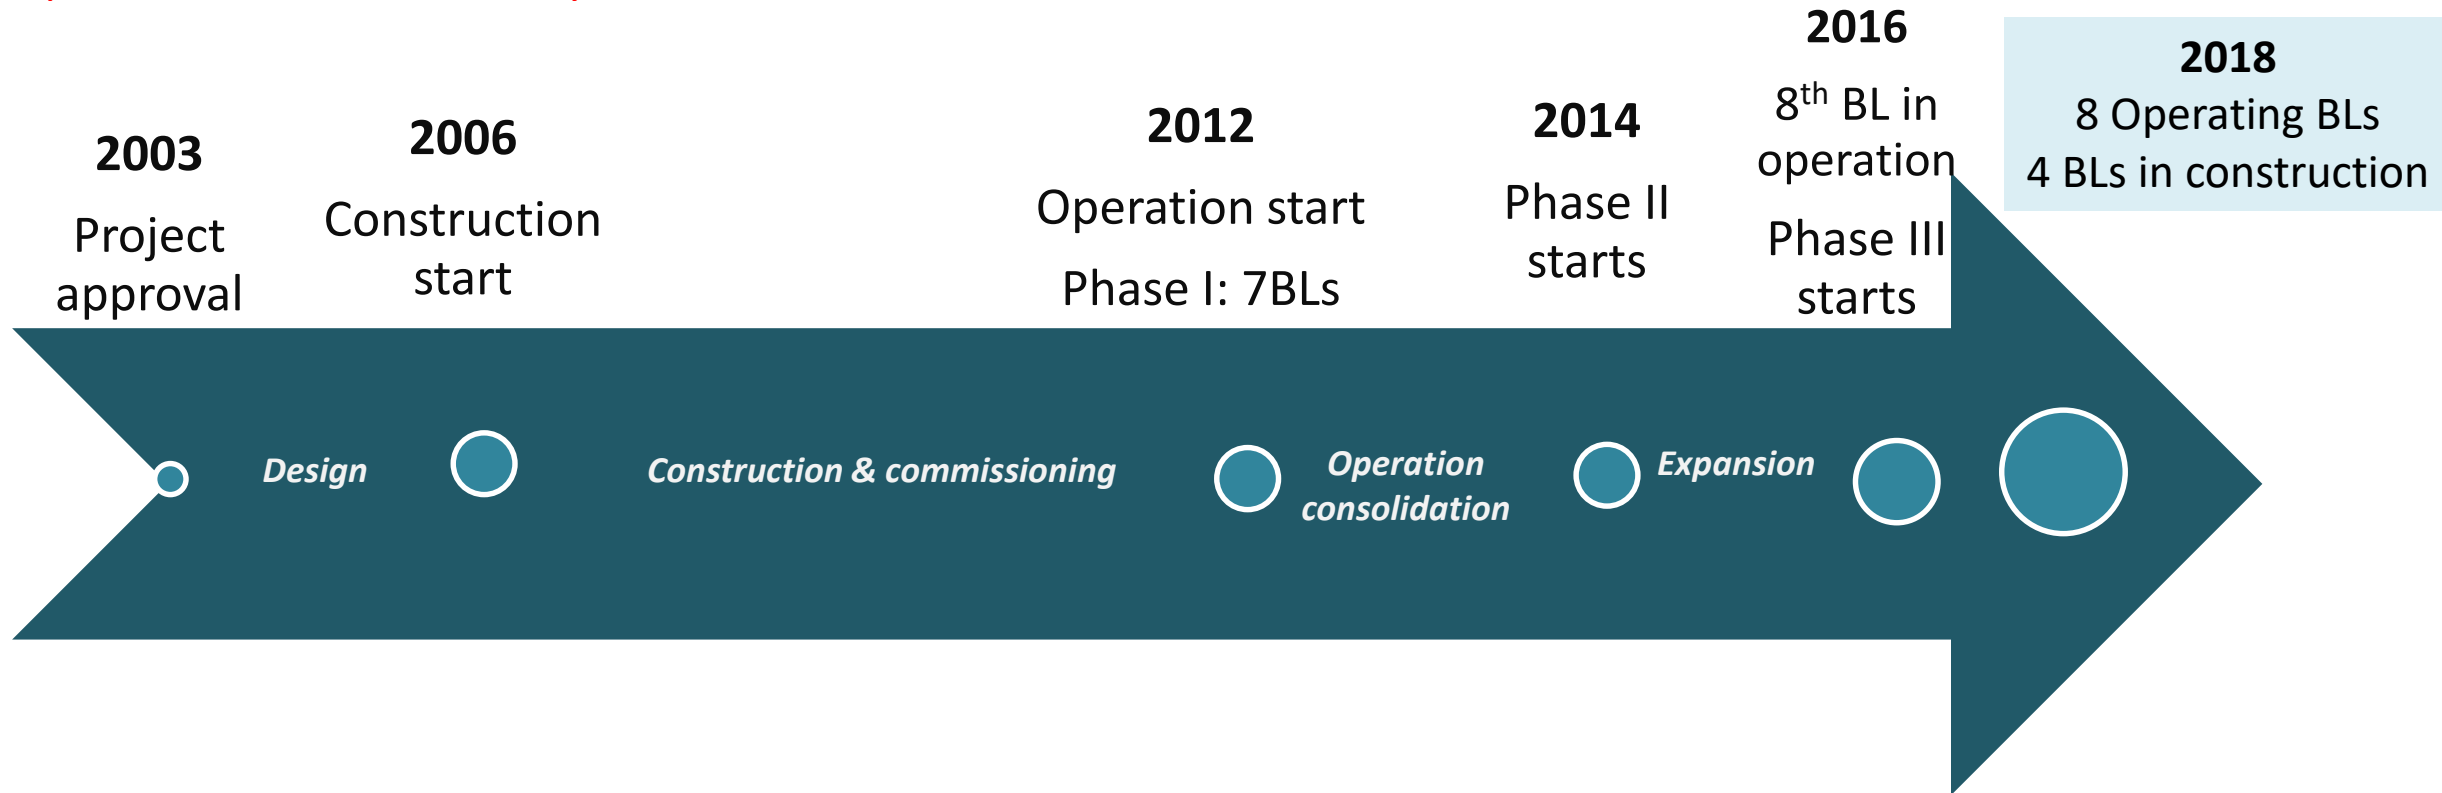 2003
Project
approval
2006
Construction
start
2012
Operation start
Phase I: 7BLs
2014
Phase II
starts
2016
8th BL in
operation
Phase III
starts
2018
8 Operating BLs
4 BLs in construction
Design
Construction & commissioning
Operation
consolidation
Expansion